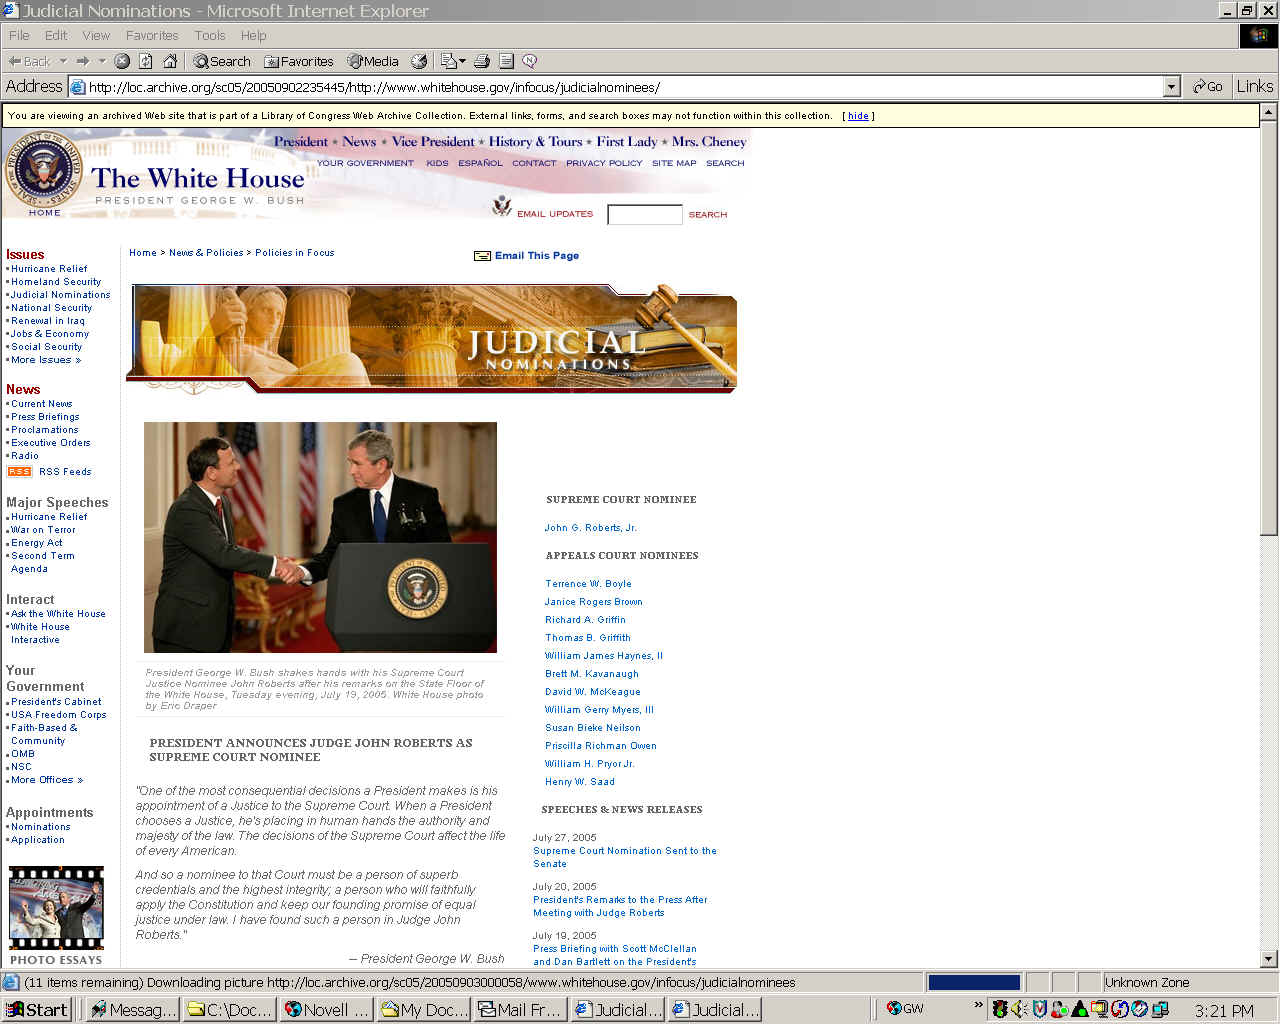 Judicial Nominations - Microsoft Internet Explorer
File Edit View Favorites Tools Help
Back Search Favorites Media
Address http://loc.archive.org/sc05/20050902235445/http://www.whitehouse.gov/infocus/judicialnominees/ Go Links
You are viewing an archived Web site that is part of a Library of Congress Web Archive Collection. External links, forms, and search boxes may not function within this collection. [ hide ]
President ★ News ★ Vice President ★ History & Tours ★ First Lady ★ Mrs. Cheney
YOUR GOVERNMENT KIDS ESPAÑOL CONTACT PRIVACY POLICY SITE MAP SEARCH
The White House
PRESIDENT GEORGE W. BUSH
HOME
EMAIL UPDATES SEARCH
Issues
•Hurricane Relief
•Homeland Security
•Judicial Nominations
•National Security
•Renewal in Iraq
•Jobs & Economy
•Social Security
•More Issues »
News
•Current News
•Press Briefings
•Proclamations
•Executive Orders
•Radio
RSS RSS Feeds
Major Speeches
•Hurricane Relief
•War on Terror
•Energy Act
•Second Term
Agenda
Interact
•Ask the White House
•White House
Interactive
Your
Government
•President's Cabinet
•USA Freedom Corps
•Faith-Based &
Community
•OMB
•NSC
•More Offices »
Appointments
•Nominations
•Application
PHOTO ESSAYS
Home > News & Policies > Policies in Focus
Email This Page
JUDICIAL
NOMINATIONS
President George W. Bush shakes hands with his Supreme Court
Justice Nominee John Roberts after his remarks on the State Floor of
the White House, Tuesday evening, July 19, 2005. White House photo
by Eric Draper
PRESIDENT ANNOUNCES JUDGE JOHN ROBERTS AS
SUPREME COURT NOMINEE
"One of the most consequential decisions a President makes is his
appointment of a Justice to the Supreme Court. When a President
chooses a Justice, he's placing in human hands the authority and
majesty of the law. The decisions of the Supreme Court affect the life
of every American.
And so a nominee to that Court must be a person of superb
credentials and the highest integrity; a person who will faithfully
apply the Constitution and keep our founding promise of equal
justice under law. I have found such a person in Judge John
Roberts."
-- President George W. Bush
SUPREME COURT NOMINEE
John G. Roberts, Jr.
APPEALS COURT NOMINEES
Terrence W. Boyle
Janice Rogers Brown
Richard A. Griffin
Thomas B. Griffith
William James Haynes, II
Brett M. Kavanaugh
David W. McKeague
William Gerry Myers, III
Susan Bieke Neilson
Priscilla Richman Owen
William H. Pryor Jr.
Henry W. Saad
SPEECHES & NEWS RELEASES
July 27, 2005
Supreme Court Nomination Sent to the
Senate
July 20, 2005
President's Remarks to the Press After
Meeting with Judge Roberts
July 19, 2005
Press Briefing with Scott McClellan
and Dan Bartlett on the President's
(11 items remaining) Downloading picture http://loc.archive.org/sc05/20050903000058/www.whitehouse.gov/infocus/judicialnominees Unknown Zone
Start Messag... C:\Doc... Novell ... My Doc... Mail Fr... Judicial... Judicial... GW » 3:21 PM